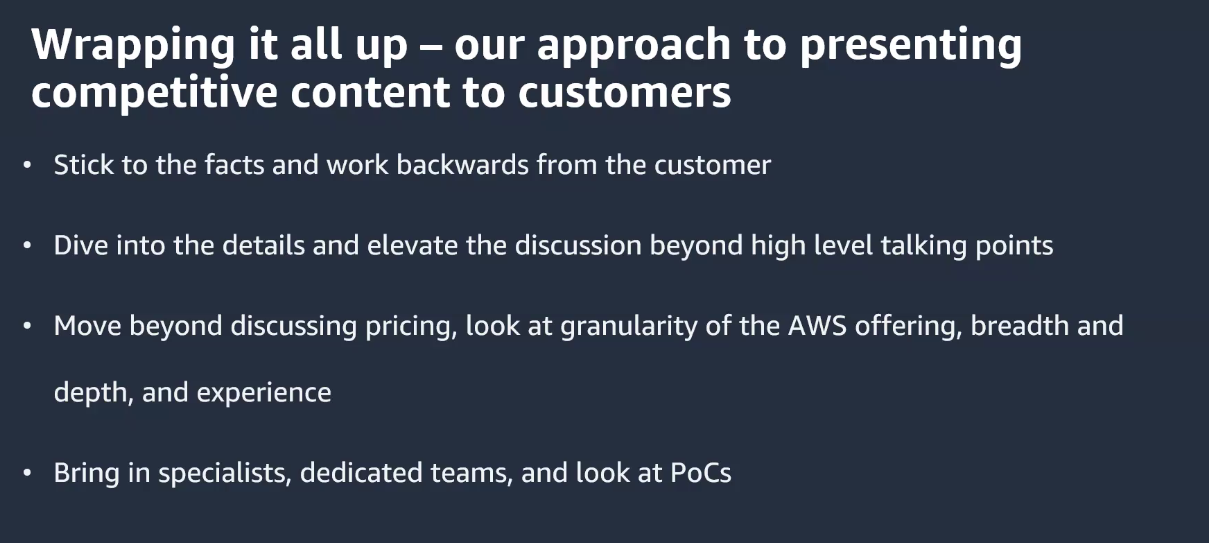 Wrapping it all up – our approach to presenting
competitive content to customers
• Stick to the facts and work backwards from the customer
• Dive into the details and elevate the discussion beyond high level talking points
• Move beyond discussing pricing, look at granularity of the AWS offering, breadth and
depth, and experience
• Bring in specialists, dedicated teams, and look at PoCs